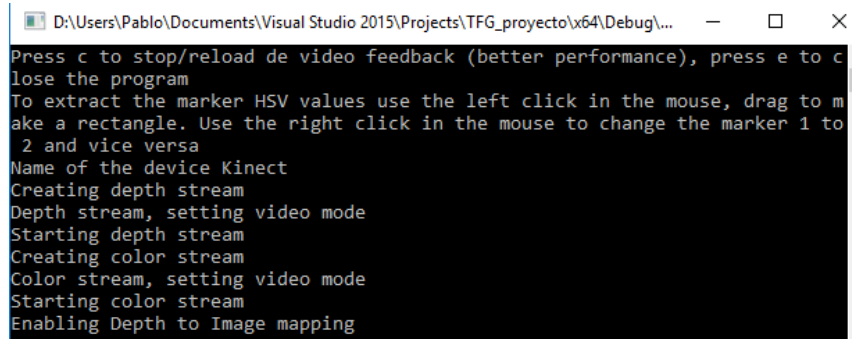 D:\Users\Pablo\Documents\Visual Studio 2015\Projects\TFG_proyecto\x64\Debug\...
Press c to stop/reload de video feedback (better performance), press e to c
lose the program
To extract the marker HSV values use the left click in the mouse, drag to m
ake a rectangle. Use the right click in the mouse to change the marker 1 to
 2 and vice versa
Name of the device Kinect
Creating depth stream
Depth stream, setting video mode
Starting depth stream
Creating color stream
Color stream, setting video mode
Starting color stream
Enabling Depth to Image mapping